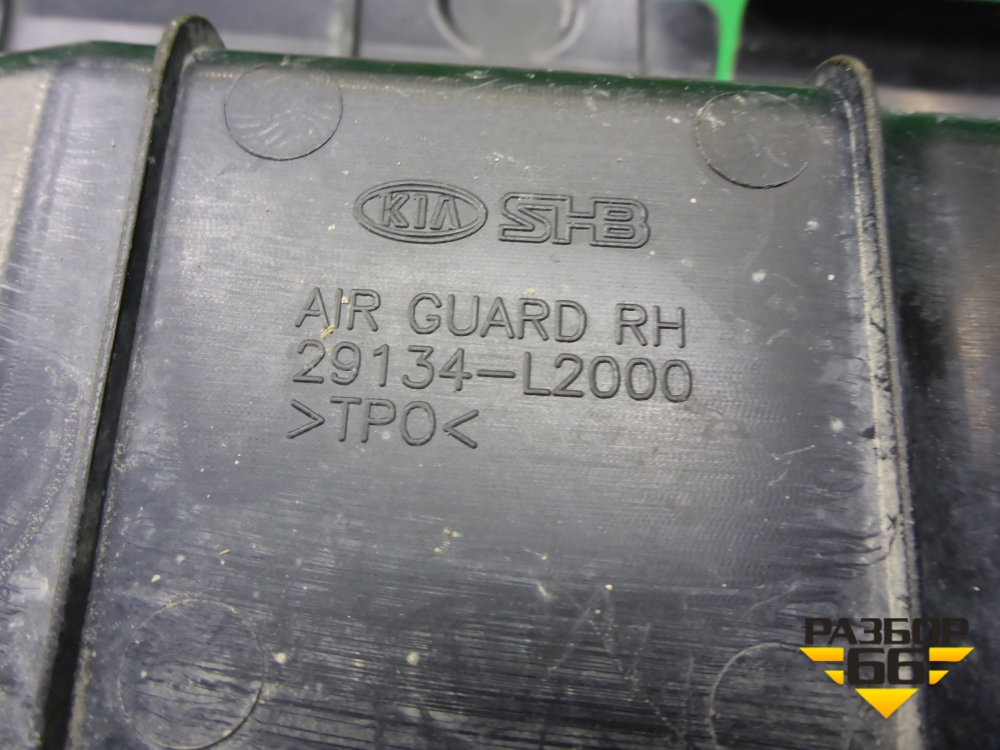 KIA SHB
AIR GUARD RH
29134-L2000
>TPO<
РАЗБОР
66